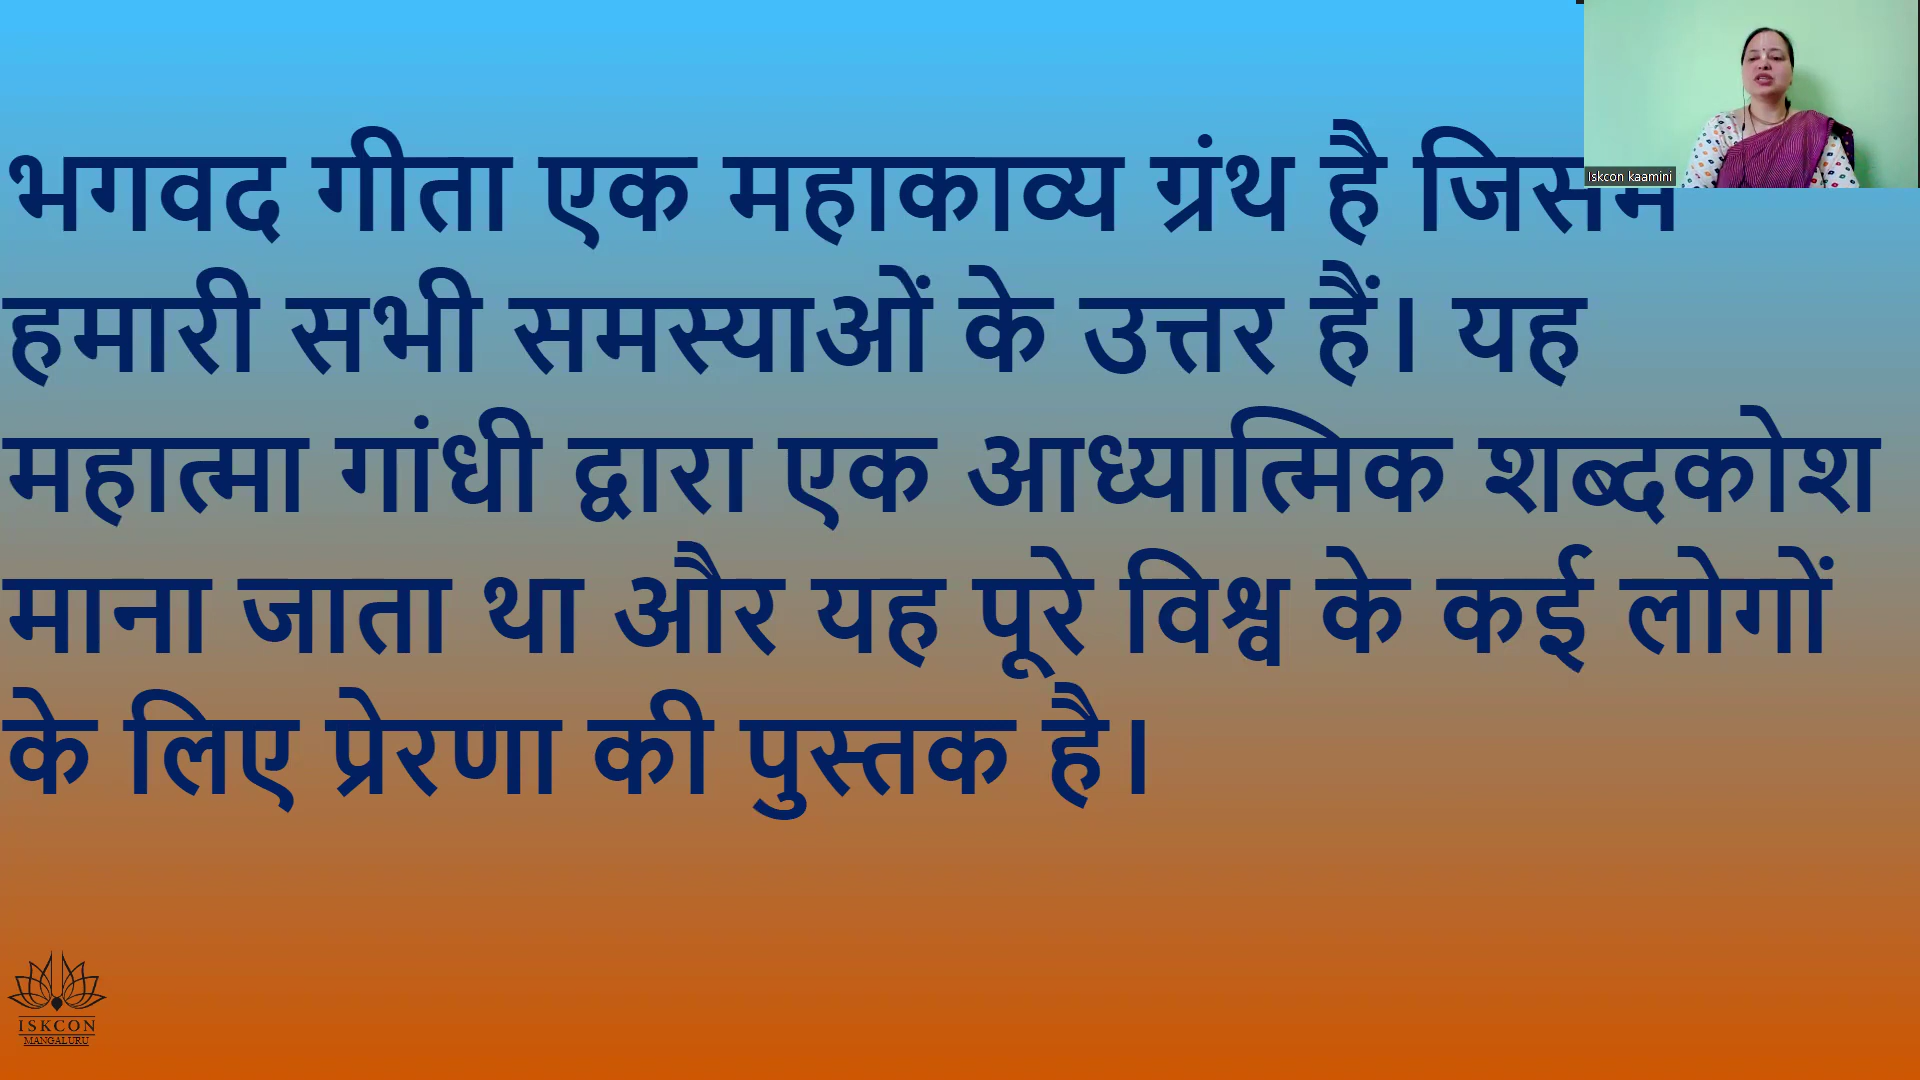 भगवद गीता एक महाकाव्य ग्रंथ है
हमारी सभी समस्याओं के उत्तर हैं। यह
महात्मा गांधी द्वारा एक आध्यात्मिक शब्दकोश
माना जाता था और यह पूरे विश्व के कई लोगों
के लिए प्रेरणा की पुस्तक है।
Iskcon kaamini
ISKCON
MANGALURU